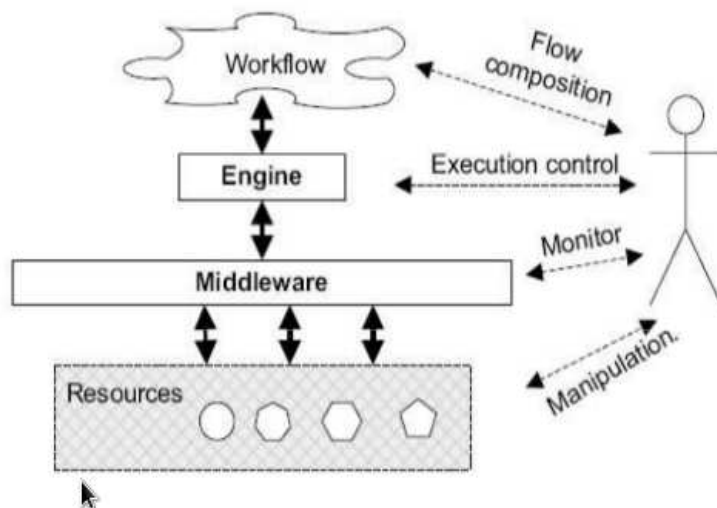 Workflow
Flow
composition
Engine
Execution control
Monitor
Middleware
Manipulation.
Resources